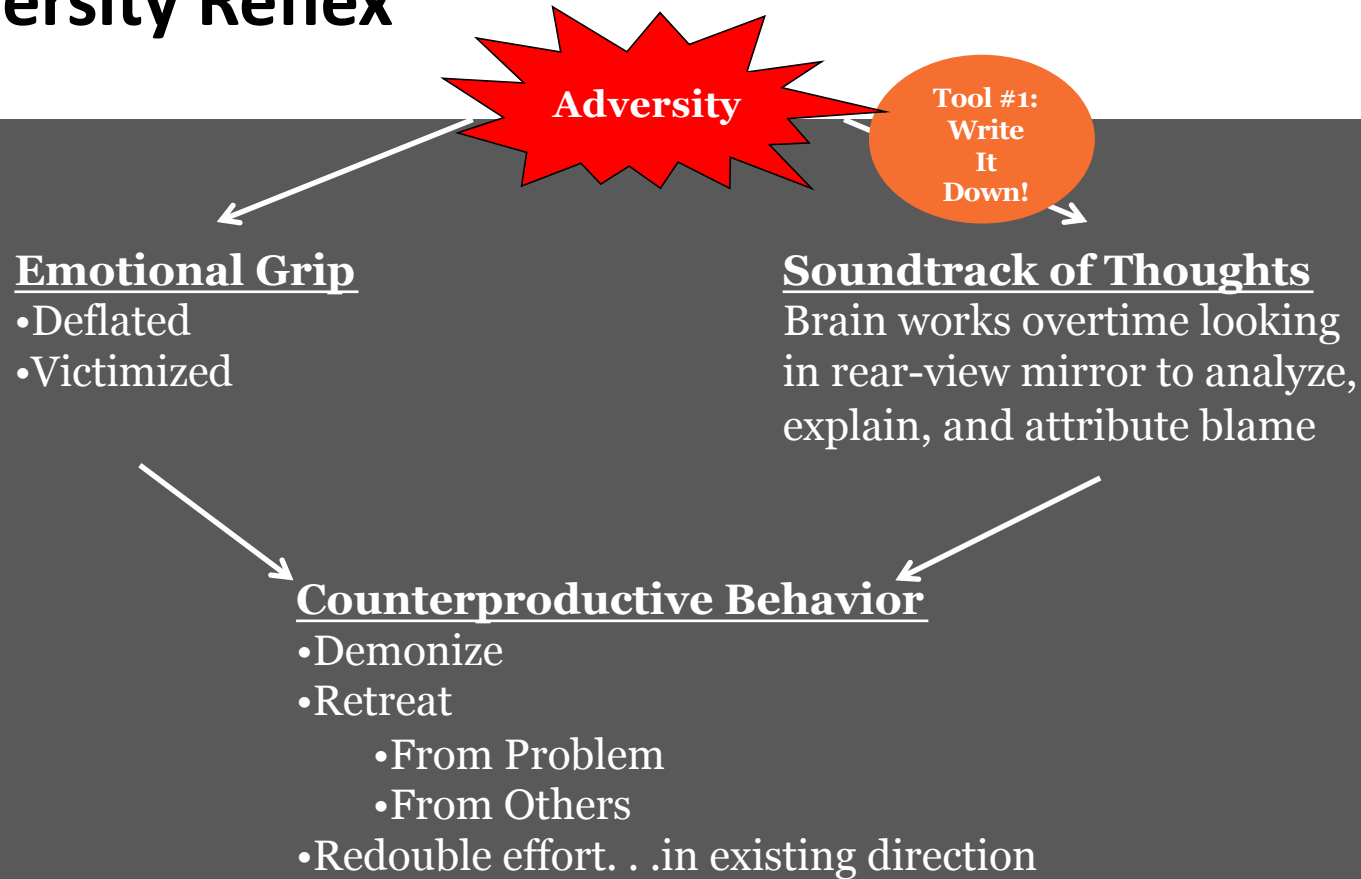 ersity Reflex
Adversity
Tool #1:
Write
It
Down!
Emotional Grip
•Deflated
•Victimized
Soundtrack of Thoughts
Brain works overtime looking
in rear-view mirror to analyze,
explain, and attribute blame
Counterproductive Behavior
•Demonize
•Retreat
•From Problem
•From Others
•Redouble effort. . .in existing direction